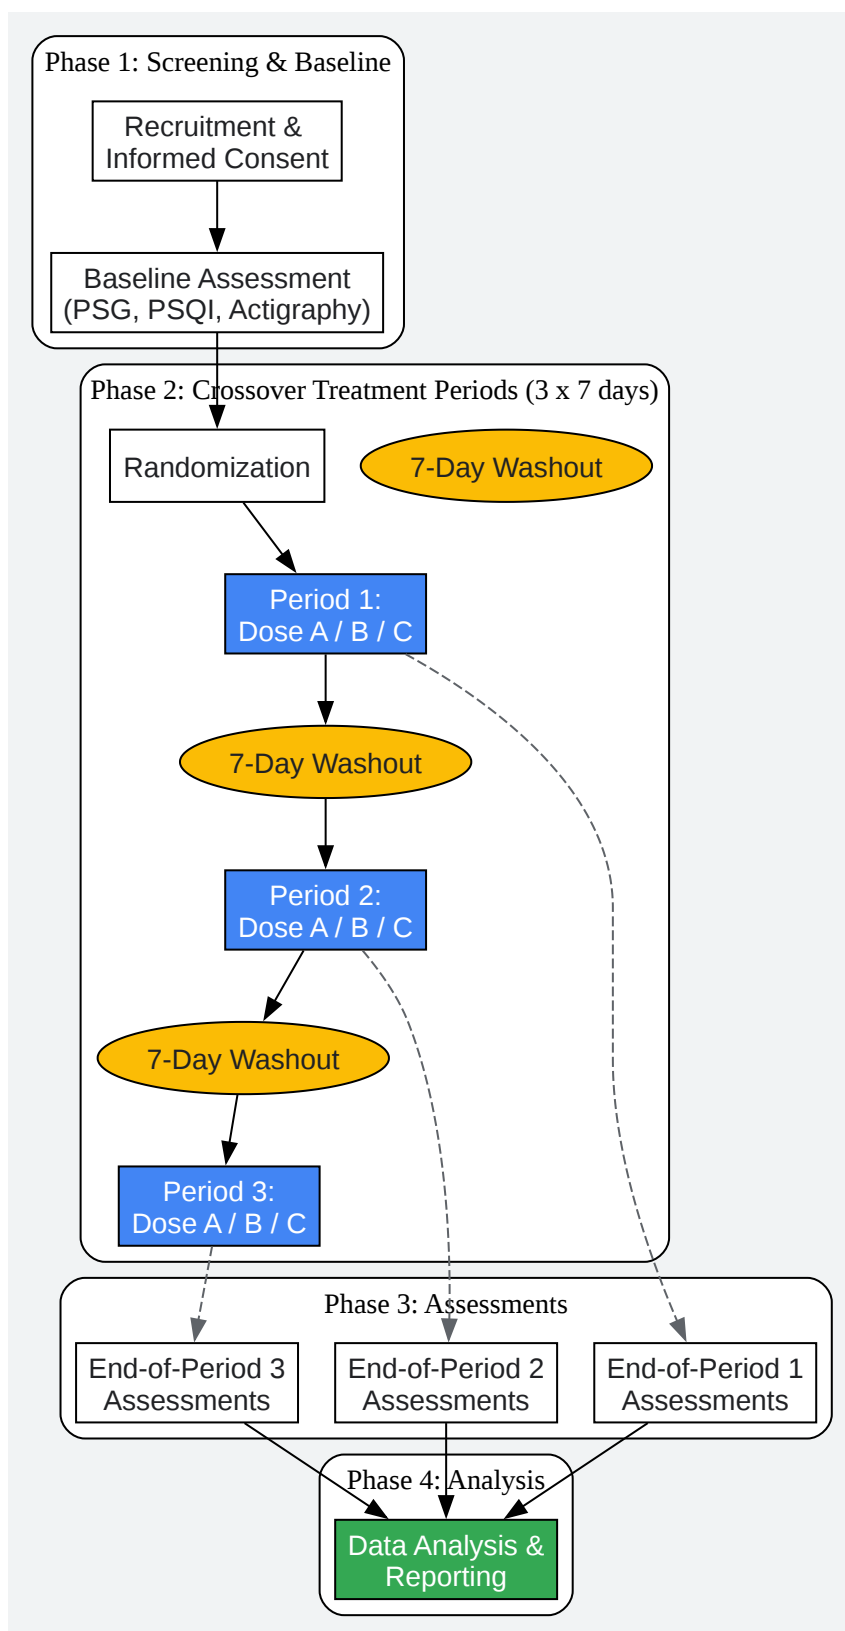 Phase 1: Screening & Baseline
Recruitment &
Informed Consent
Baseline Assessment
(PSG, PSQI, Actigraphy)
Phase 2: Crossover Treatment Periods (3 x 7 days)
Randomization
7-Day Washout
Period 1:
Dose A / B / C
7-Day Washout
Period 2:
Dose A / B / C
7-Day Washout
Period 3:
Dose A / B / C
Phase 3: Assessments
End-of-Period 3
Assessments
End-of-Period 2
Assessments
End-of-Period 1
Assessments
Phase 4: Analysis
Data Analysis &
Reporting